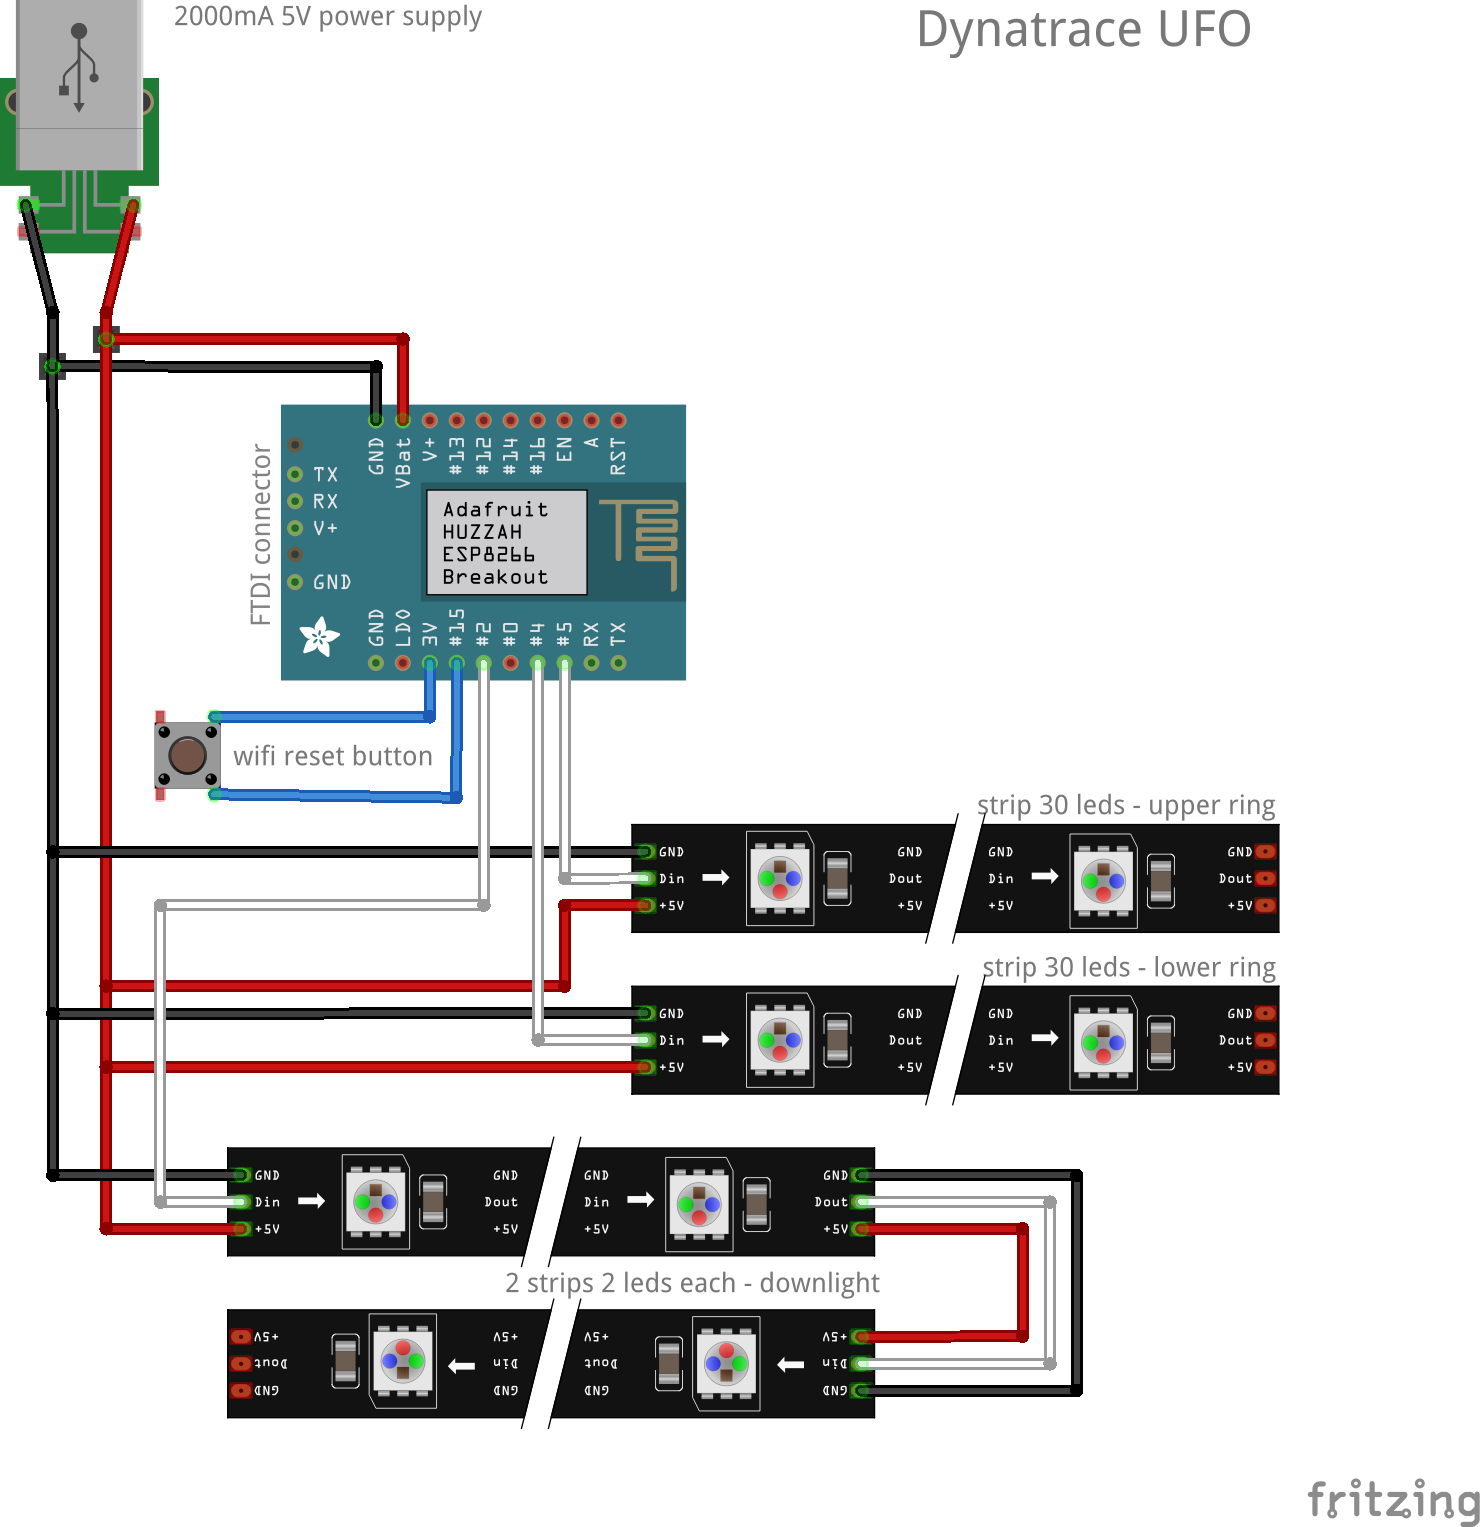 2000mA 5V power supply
Dynatrace UFO
GND
VBat
V+
#13
#12
#14
#16
EN
A
RST
FTDI connector
TX
RX
V+
GND
Adafruit
HUZZAH
ESP8266
Breakout
GND
LDO
3V
#15
#2
#0
#4
#5
RX
TX
wifi reset button
strip 30 leds - upper ring
GND GND GND GND
Din Dout Din Dout
+5V +5V +5V +5V
strip 30 leds - lower ring
GND GND GND GND
Din Dout Din Dout
+5V +5V +5V +5V
GND GND GND GND
Din Dout Din Dout
+5V +5V +5V +5V
2 strips 2 leds each - downlight
+5V +5V +5V +5V
Dout Din Dout Din
GND GND GND GND
fritzing